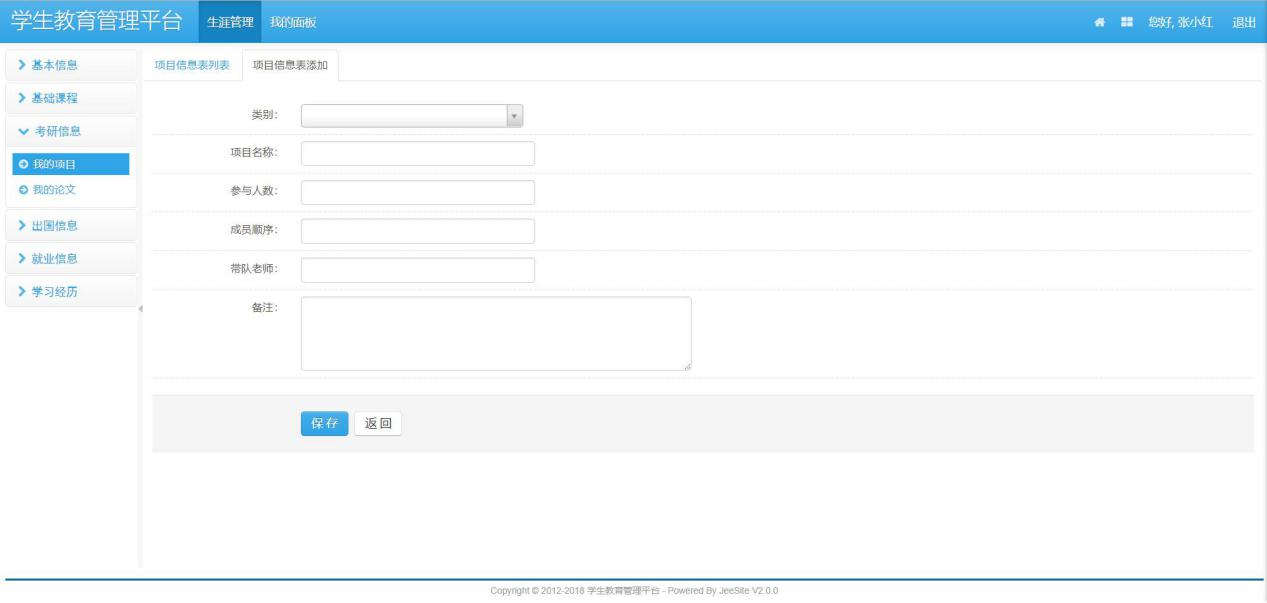 学生教育管理平台 生涯管理 我的面板 您好, 张小红 退出
基本信息
基础课程
考研信息
我的项目
我的论文
出国信息
就业信息
学习经历
项目信息表列表 项目信息表添加
类别：
项目名称：
参与人数：
成员顺序：
带队老师：
备注：
保存 返回
Copyright © 2012-2018 学生教育管理平台 - Powered By JeeSite V2.0.0